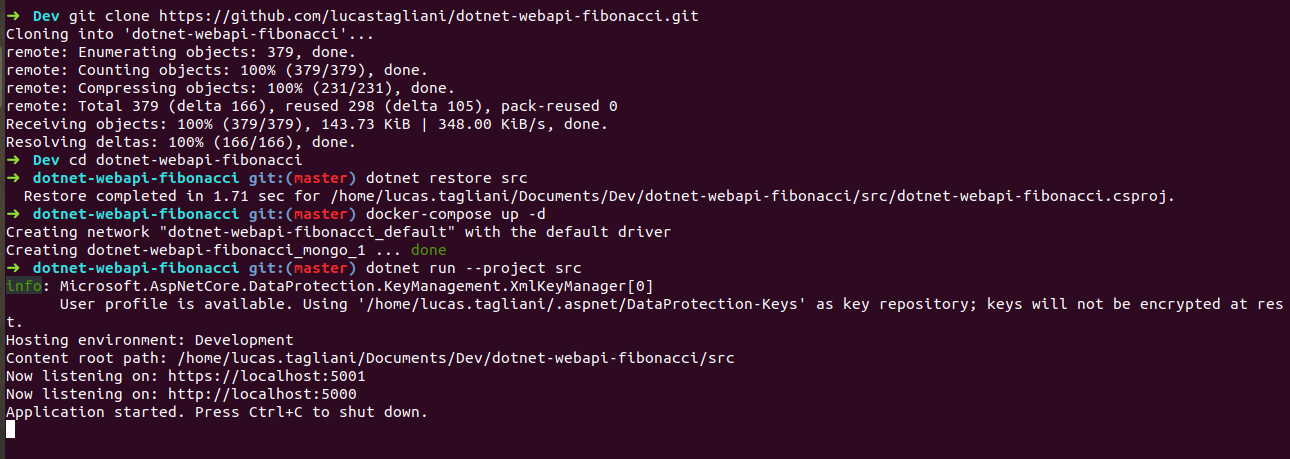 ➜ Dev git clone https://github.com/lucastagliani/dotnet-webapi-fibonacci.git
Cloning into 'dotnet-webapi-fibonacci'...
remote: Enumerating objects: 379, done.
remote: Counting objects: 100% (379/379), done.
remote: Compressing objects: 100% (231/231), done.
remote: Total 379 (delta 166), reused 298 (delta 105), pack-reused 0
Receiving objects: 100% (379/379), 143.73 KiB | 348.00 KiB/s, done.
Resolving deltas: 100% (166/166), done.
➜ Dev cd dotnet-webapi-fibonacci
➜ dotnet-webapi-fibonacci git:(master) dotnet restore src
Restore completed in 1.71 sec for /home/lucas.tagliani/Documents/Dev/dotnet-webapi-fibonacci/src/dotnet-webapi-fibonacci.csproj.
➜ dotnet-webapi-fibonacci git:(master) docker-compose up -d
Creating network "dotnet-webapi-fibonacci_default" with the default driver
Creating dotnet-webapi-fibonacci_mongo_1 ... done
➜ dotnet-webapi-fibonacci git:(master) dotnet run --project src
info: Microsoft.AspNetCore.DataProtection.KeyManagement.XmlKeyManager[0]
User profile is available. Using '/home/lucas.tagliani/.aspnet/DataProtection-Keys' as key repository; keys will not be encrypted at res
t.
Hosting environment: Development
Content root path: /home/lucas.tagliani/Documents/Dev/dotnet-webapi-fibonacci/src
Now listening on: https://localhost:5001
Now listening on: http://localhost:5000
Application started. Press Ctrl+C to shut down.